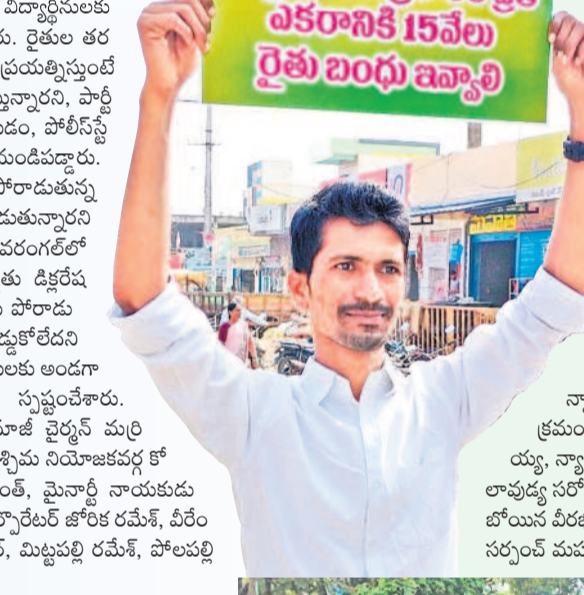 ఎకరానికి 15వేలు
రైతు బంధు ఇవ్వాలి
విద్యార్థినులకు
రు. రైతుల తర
ప్రయత్నిస్తుంటే
స్తున్నారని, పార్టీ
డం, పోలీస్‌స్టే
మండిపడ్డారు.
పోరాడుతున్న
డుతున్నారని
వరంగల్‌లో
తు డిక్లరేష
పోరాడు
డ్డుకోలేదని
లకు అండగా
స్పష్టంచేశారు.
మాజీ చైర్మన్ మర్రి
శ్చిమ నియోజకవర్గ కో
ంత్, మైనార్టీ నాయకుడు
ర్పొరేటర్ జోరిక రమేశ్, వీరేం
ర్, మిట్టపల్లి రమేశ్, పోలపల్లి
న్యా
క్రమం
య్య, న్యా
లావుడ్య సరో
బోయిన వీరభ
సర్పంచ్ మహ